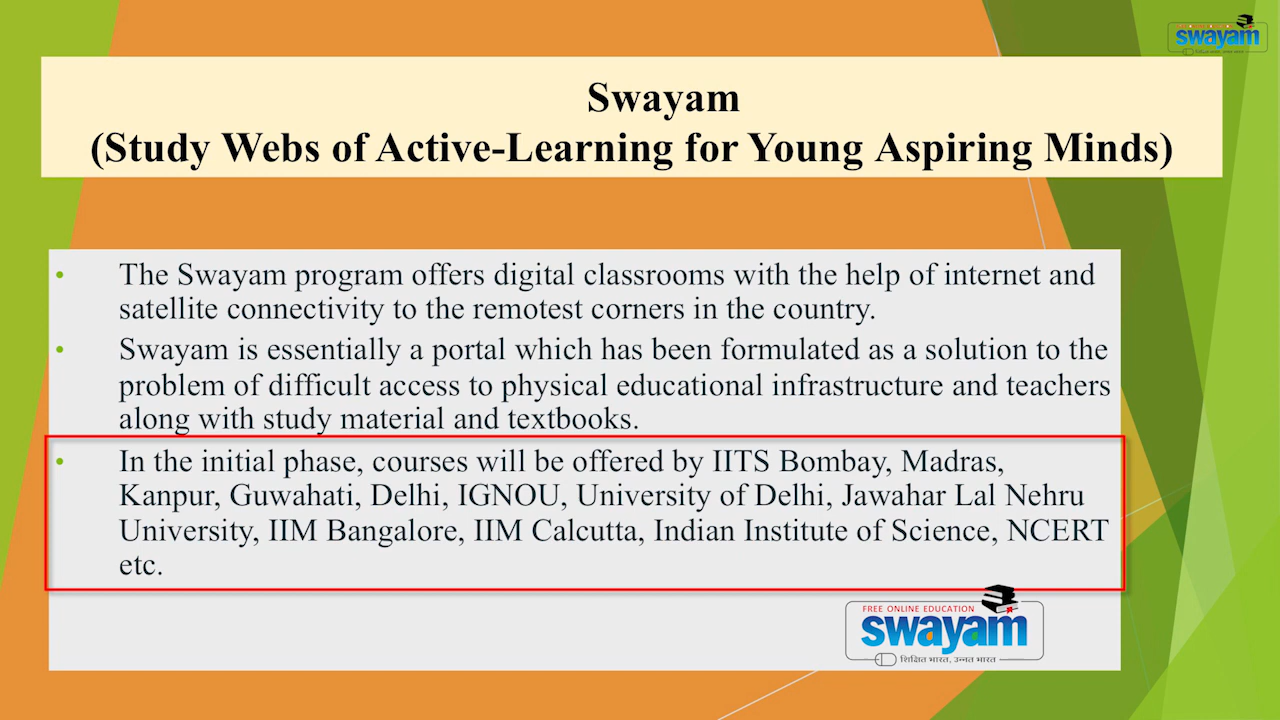 swayam
Swayam
(Study Webs of Active-Learning for Young Aspiring Minds)
• The Swayam program offers digital classrooms with the help of internet and
satellite connectivity to the remotest corners in the country.
• Swayam is essentially a portal which has been formulated as a solution to the
problem of difficult access to physical educational infrastructure and teachers
along with study material and textbooks.
• In the initial phase, courses will be offered by IITS Bombay, Madras,
Kanpur, Guwahati, Delhi, IGNOU, University of Delhi, Jawahar Lal Nehru
University, IIM Bangalore, IIM Calcutta, Indian Institute of Science, NCERT
etc.
FREE ONLINE EDUCATION
swayam
शिक्षित भारत, उन्नत भारत